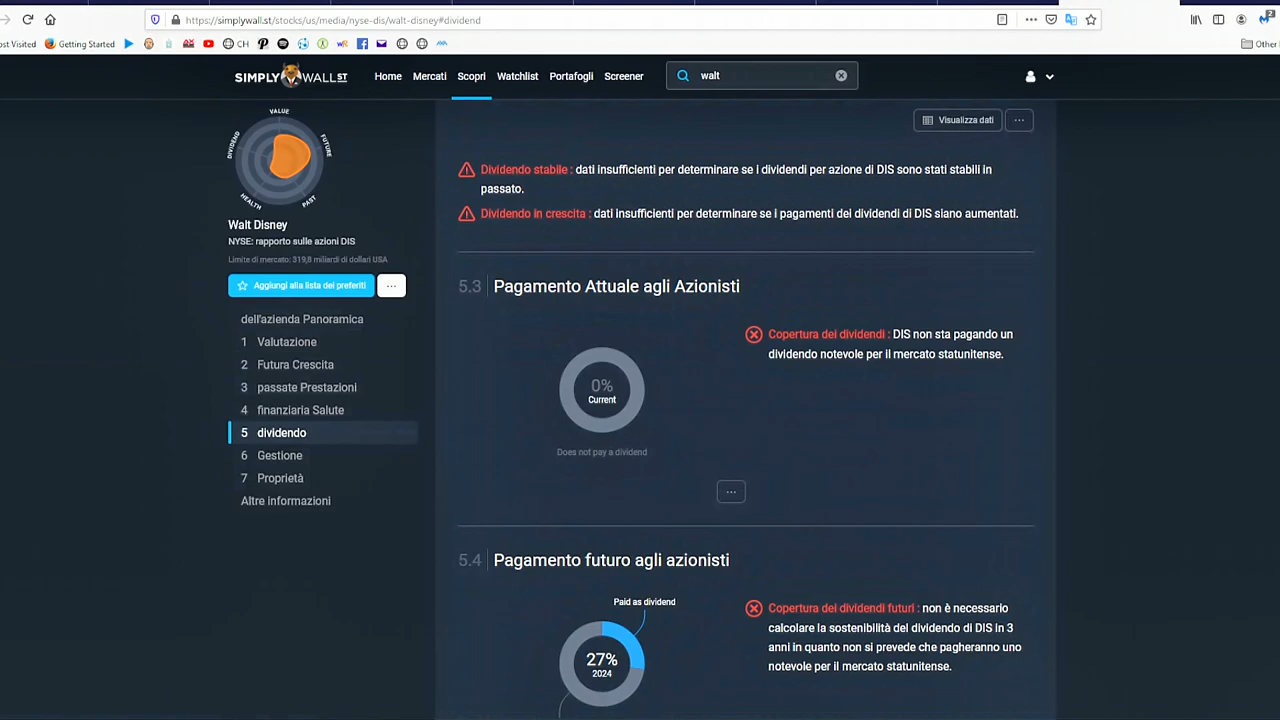 https://simplywall.st/stocks/us/media/nyse-dis/walt-disney#dividend
ost Visited
Getting Started
CH
Other
SIMPLY WALL ST
Home
Mercati
Scopri
Watchlist
Portafogli
Screener
walt
VALUE
FUTURE
PAST
HEALTH
DIVIDEND
Walt Disney
NYSE: rapporto sulle azioni DIS
Limite di mercato: 319,8 miliardi di dollari USA
Aggiungi alla lista dei preferiti
...
dell'azienda Panoramica
1 Valutazione
2 Futura Crescita
3 passate Prestazioni
4 finanziaria Salute
5 dividendo
6 Gestione
7 Proprietà
Altre informazioni
Visualizza dati
...
Dividendo stabile : dati insufficienti per determinare se i dividendi per azione di DIS sono stati stabili in
passato.
Dividendo in crescita : dati insufficienti per determinare se i pagamenti dei dividendi di DIS siano aumentati.
5.3 Pagamento Attuale agli Azionisti
0%
Current
Does not pay a dividend
Copertura dei dividendi : DIS non sta pagando un
dividendo notevole per il mercato statunitense.
...
5.4 Pagamento futuro agli azionisti
Paid as dividend
27%
2024
Copertura dei dividendi futuri : non è necessario
calcolare la sostenibilità del dividendo di DIS in 3
anni in quanto non si prevede che pagheranno uno
notevole per il mercato statunitense.